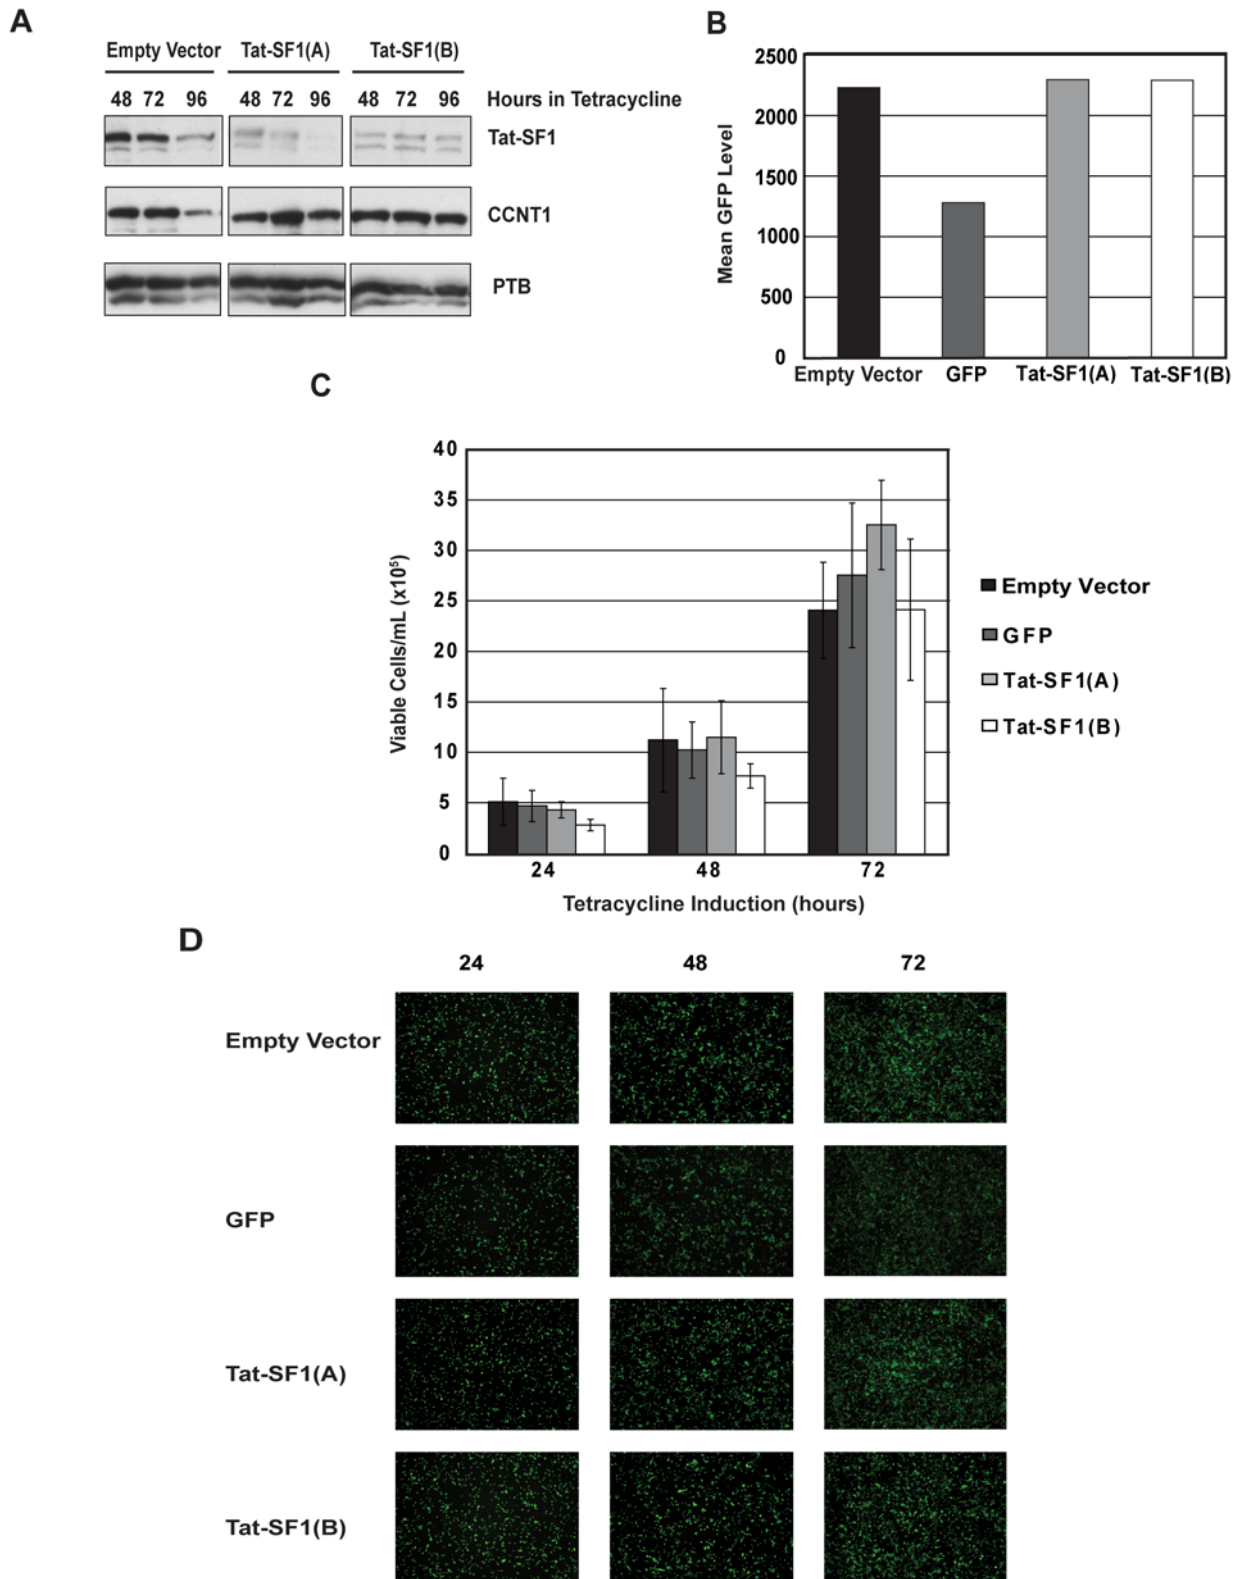 A
Empty Vector Tat-SF1(A) Tat-SF1(B)
48 72 96 48 72 96 48 72 96 Hours in Tetracycline
Tat-SF1
CCNT1
PTB
B
2500
2000
1500
1000
500
0
Mean GFP Level
Empty Vector GFP Tat-SF1(A) Tat-SF1(B)
C
40
35
30
25
20
15
10
5
0
Viable Cells/mL (x10⁵)
24 48 72
Tetracycline Induction (hours)
Empty Vector
GFP
Tat-SF1(A)
Tat-SF1(B)
D
24 48 72
Empty Vector
GFP
Tat-SF1(A)
Tat-SF1(B)